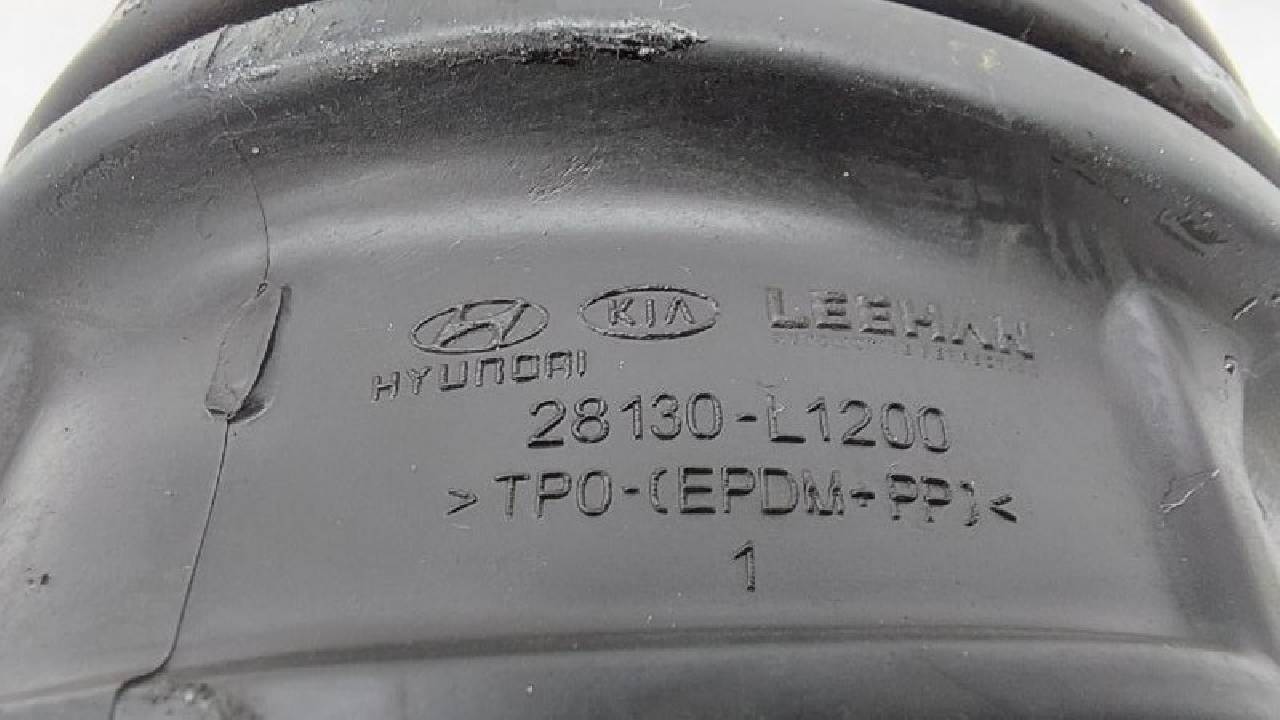 KIA LEEHAN
HYUNDAI
28130-L1200
>TPO-(EPDM+PP)<
1